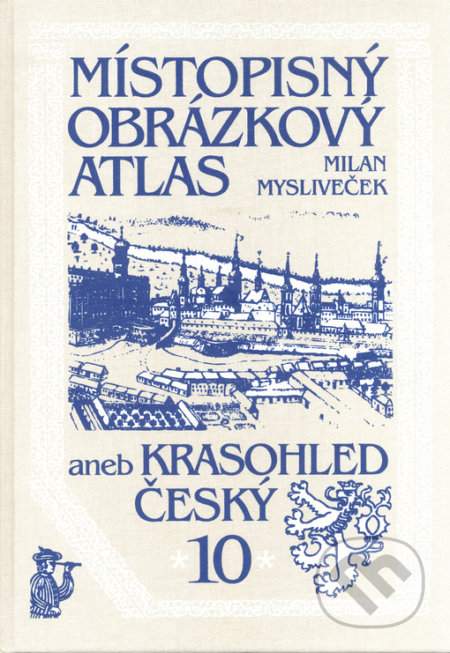 MÍSTOPISNÝ
OBRÁZKOVÝ
ATLAS
MILAN
MYSLIVEČEK
aneb KRASOHLED
ČESKÝ
*10*